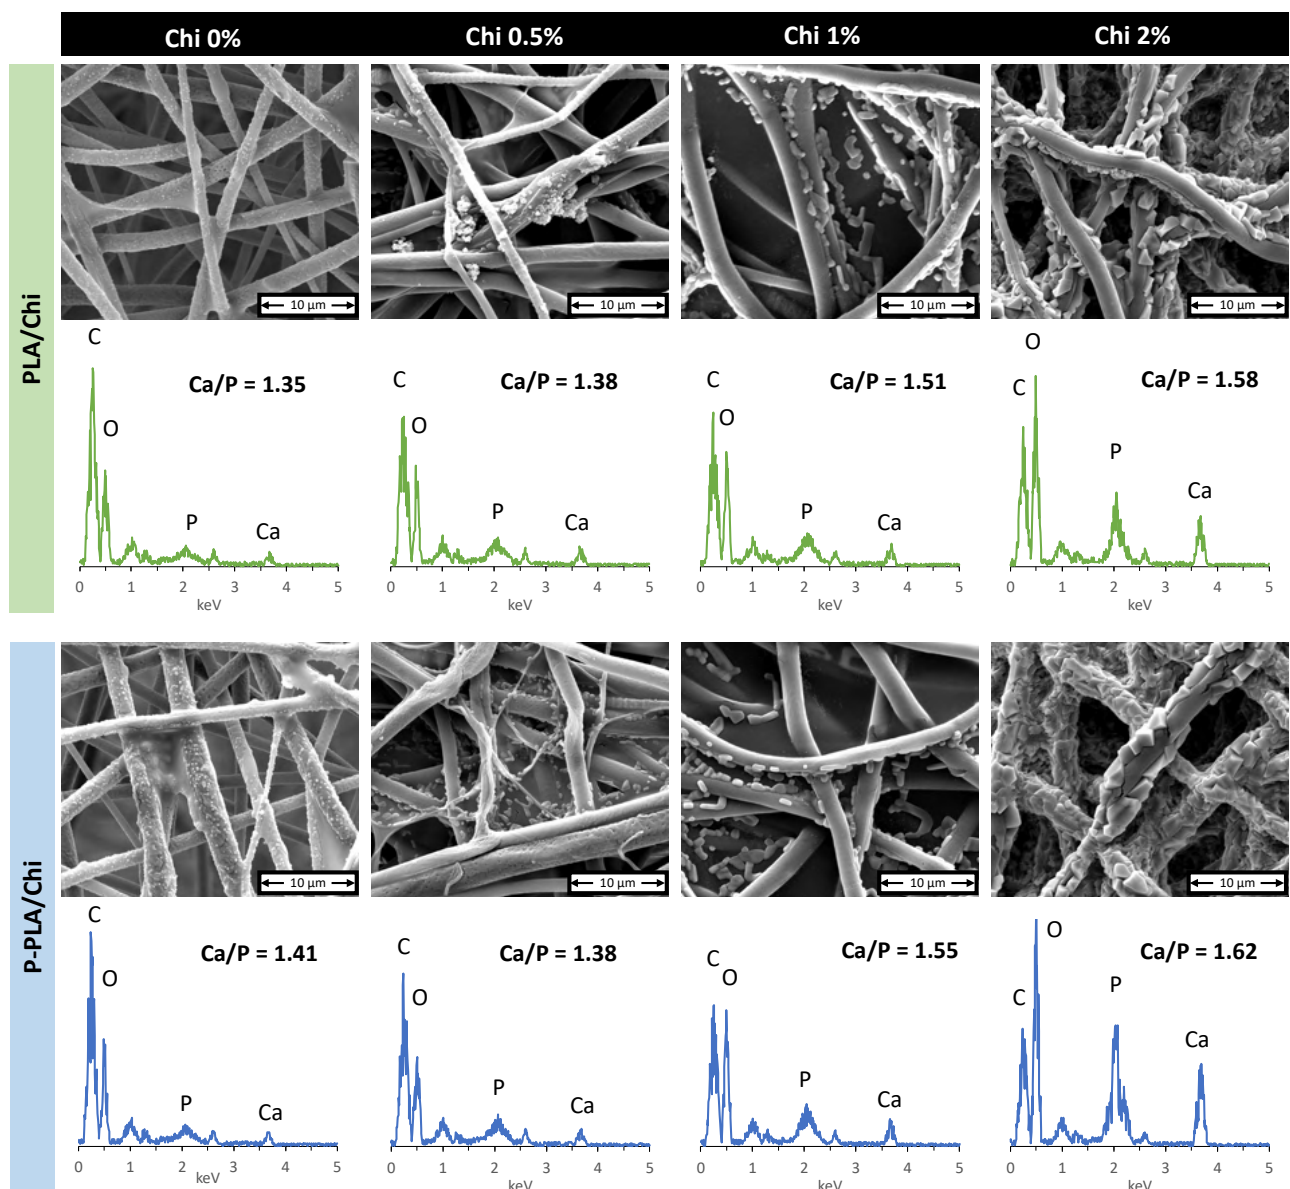 Chi 0% Chi 0.5% Chi 1% Chi 2%
PLA/Chi
10 µm 10 µm 10 µm 10 µm
C O P Ca Ca/P = 1.35
0 1 2 3 4 5
keV
C O P Ca Ca/P = 1.38
0 1 2 3 4 5
keV
C O P Ca Ca/P = 1.51
0 1 2 3 4 5
keV
C O P Ca Ca/P = 1.58
0 1 2 3 4 5
keV
P-PLA/Chi
10 µm 10 µm 10 µm 10 µm
C O P Ca Ca/P = 1.41
0 1 2 3 4 5
keV
C O P Ca Ca/P = 1.38
0 1 2 3 4 5
keV
C O P Ca Ca/P = 1.55
0 1 2 3 4 5
keV
C O P Ca Ca/P = 1.62
0 1 2 3 4 5
keV